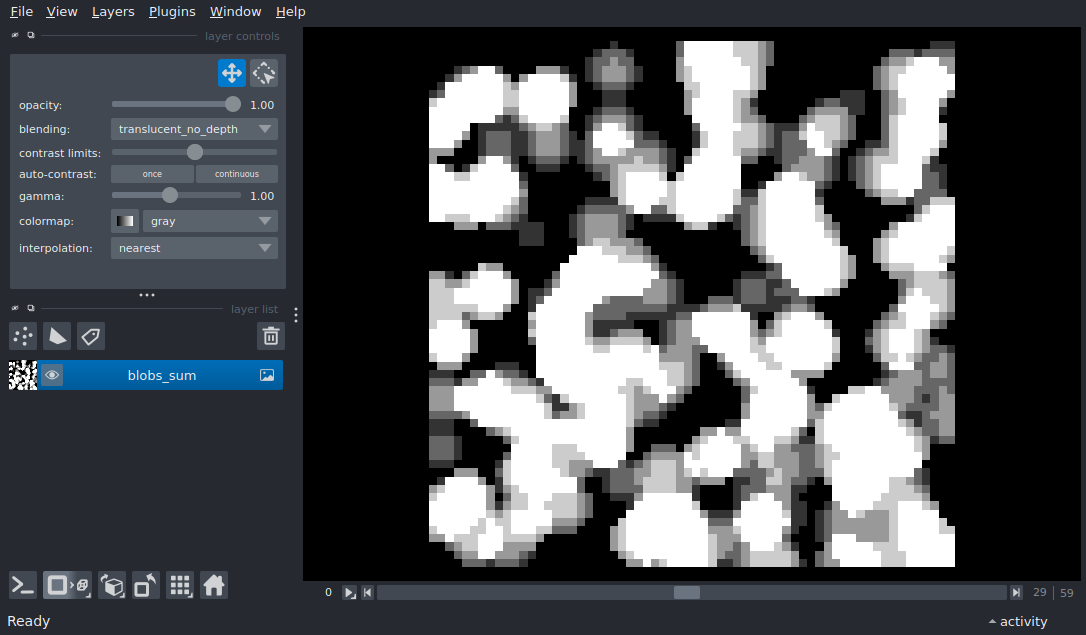 File View Layers Plugins Window Help
layer controls
opacity: 1.00
blending: translucent_no_depth
contrast limits:
auto-contrast: once continuous
gamma: 1.00
colormap: gray
interpolation: nearest
layer list
blobs_sum
0 29 59
Ready activity